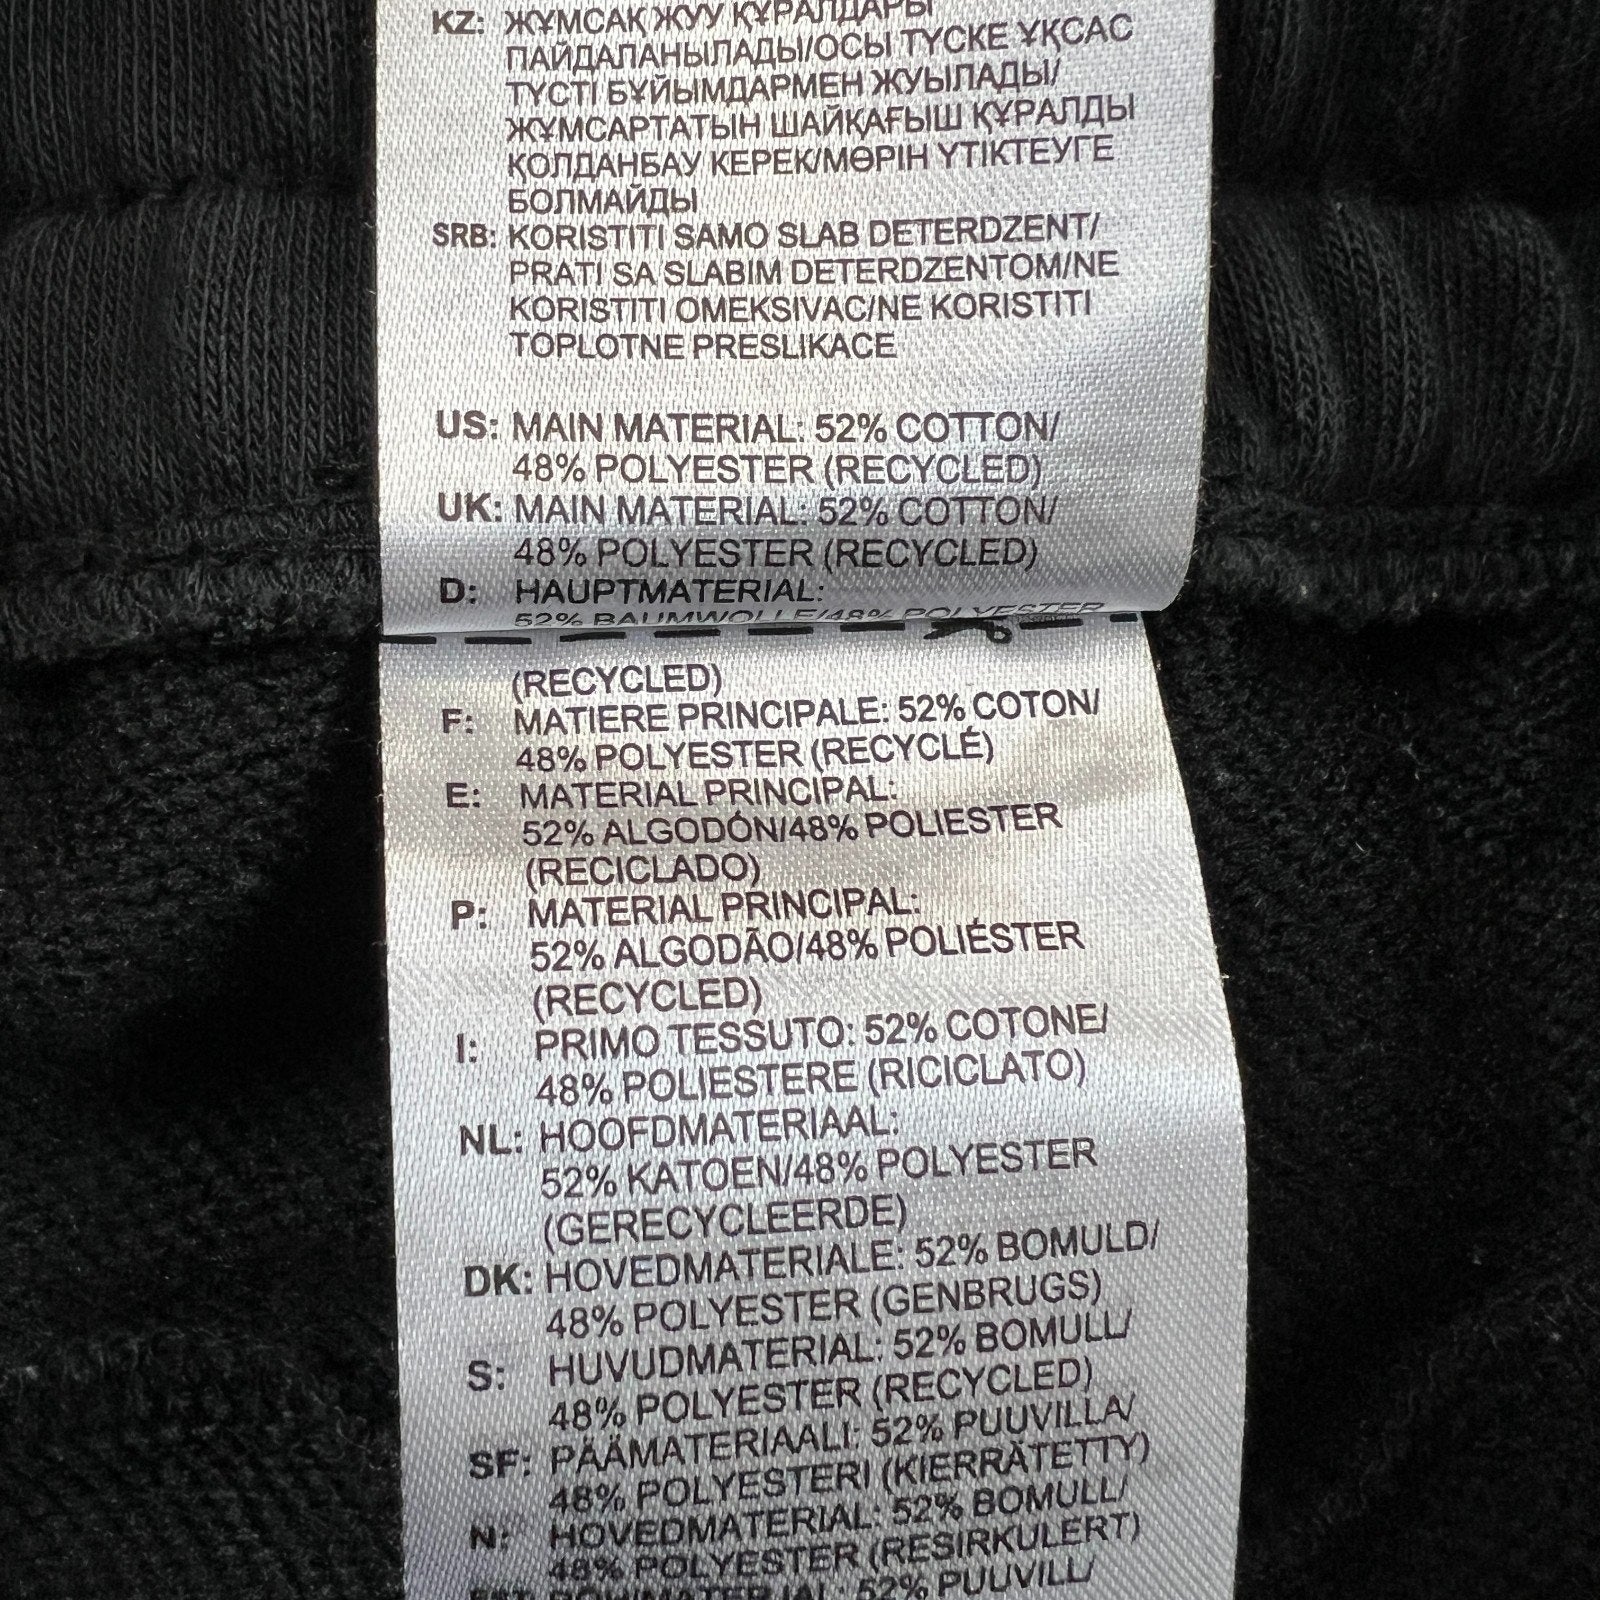 KZ: ЖҰМСАҚ ЖУУ ҚҰРАЛДАРЫ
ПАЙДАЛАНЫЛАДЫ/ОСЫ ТҮСКЕ ҰҚСАС
ТҮСТІ БҰЙЫМДАРМЕН ЖУЫЛАДЫ/
ЖҰМСАРТАТЫН ШАЙҚАҒЫШ ҚҰРАЛДЫ
ҚОЛДАНБАУ КЕРЕК/МӨРІН ҮТІКТЕУГЕ
БОЛМАЙДЫ
SRB: KORISTITI SAMO SLAB DETERDZENT/
PRATI SA SLABIM DETERDZENTOM/NE
KORISTITI OMEKSIVAC/NE KORISTITI
TOPLOTNE PRESLIKACE
US: MAIN MATERIAL: 52% COTTON/
48% POLYESTER (RECYCLED)
UK: MAIN MATERIAL: 52% COTTON/
48% POLYESTER (RECYCLED)
D: HAUPTMATERIAL:
52% BAUMWOLLE/48% POLYESTER
(RECYCLED)
F: MATIERE PRINCIPALE: 52% COTON/
48% POLYESTER (RECYCLÉ)
E: MATERIAL PRINCIPAL:
52% ALGODÓN/48% POLIESTER
(RECICLADO)
P: MATERIAL PRINCIPAL:
52% ALGODÃO/48% POLIÉSTER
(RECYCLED)
I: PRIMO TESSUTO: 52% COTONE/
48% POLIESTERE (RICICLATO)
NL: HOOFDMATERIAAL:
52% KATOEN/48% POLYESTER
(GERECYCLEERDE)
DK: HOVEDMATERIALE: 52% BOMULD/
48% POLYESTER (GENBRUGS)
S: HUVUDMATERIAL: 52% BOMULL/
48% POLYESTER (RECYCLED)
SF: PÄÄMATERIAALI: 52% PUUVILLA/
48% POLYESTERI (KIERRÄTETTY)
N: HOVEDMATERIAL: 52% BOMULL/
48% POLYESTER (RESIRKULERT)
52% PUUVILL/